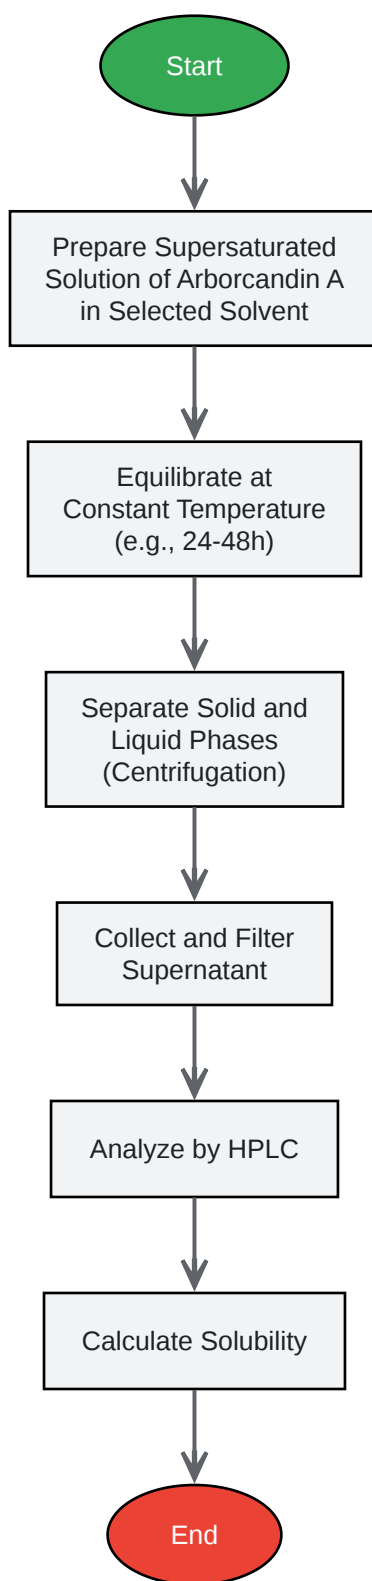 Start
Prepare Supersaturated
Solution of Arborcandin A
in Selected Solvent
Equilibrate at
Constant Temperature
(e.g., 24-48h)
Separate Solid and
Liquid Phases
(Centrifugation)
Collect and Filter
Supernatant
Analyze by HPLC
Calculate Solubility
End